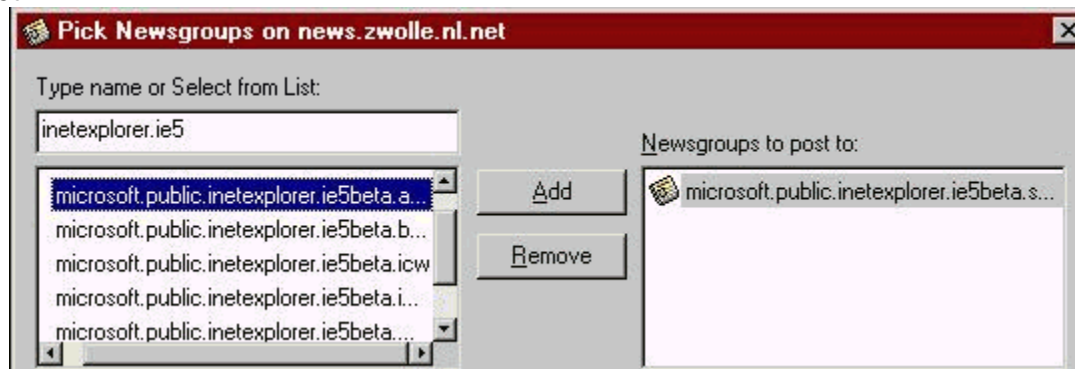 Pick Newsgroups on news.zwolle.nl.net
Type name or Select from List:
inetexplorer.ie5
Newsgroups to post to:
microsoft.public.inetexplorer.ie5beta.a...
microsoft.public.inetexplorer.ie5beta.b...
microsoft.public.inetexplorer.ie5beta.icw
microsoft.public.inetexplorer.ie5beta.i...
microsoft.public.inetexplorer.ie5beta....
Add
Remove
microsoft.public.inetexplorer.ie5beta.s...